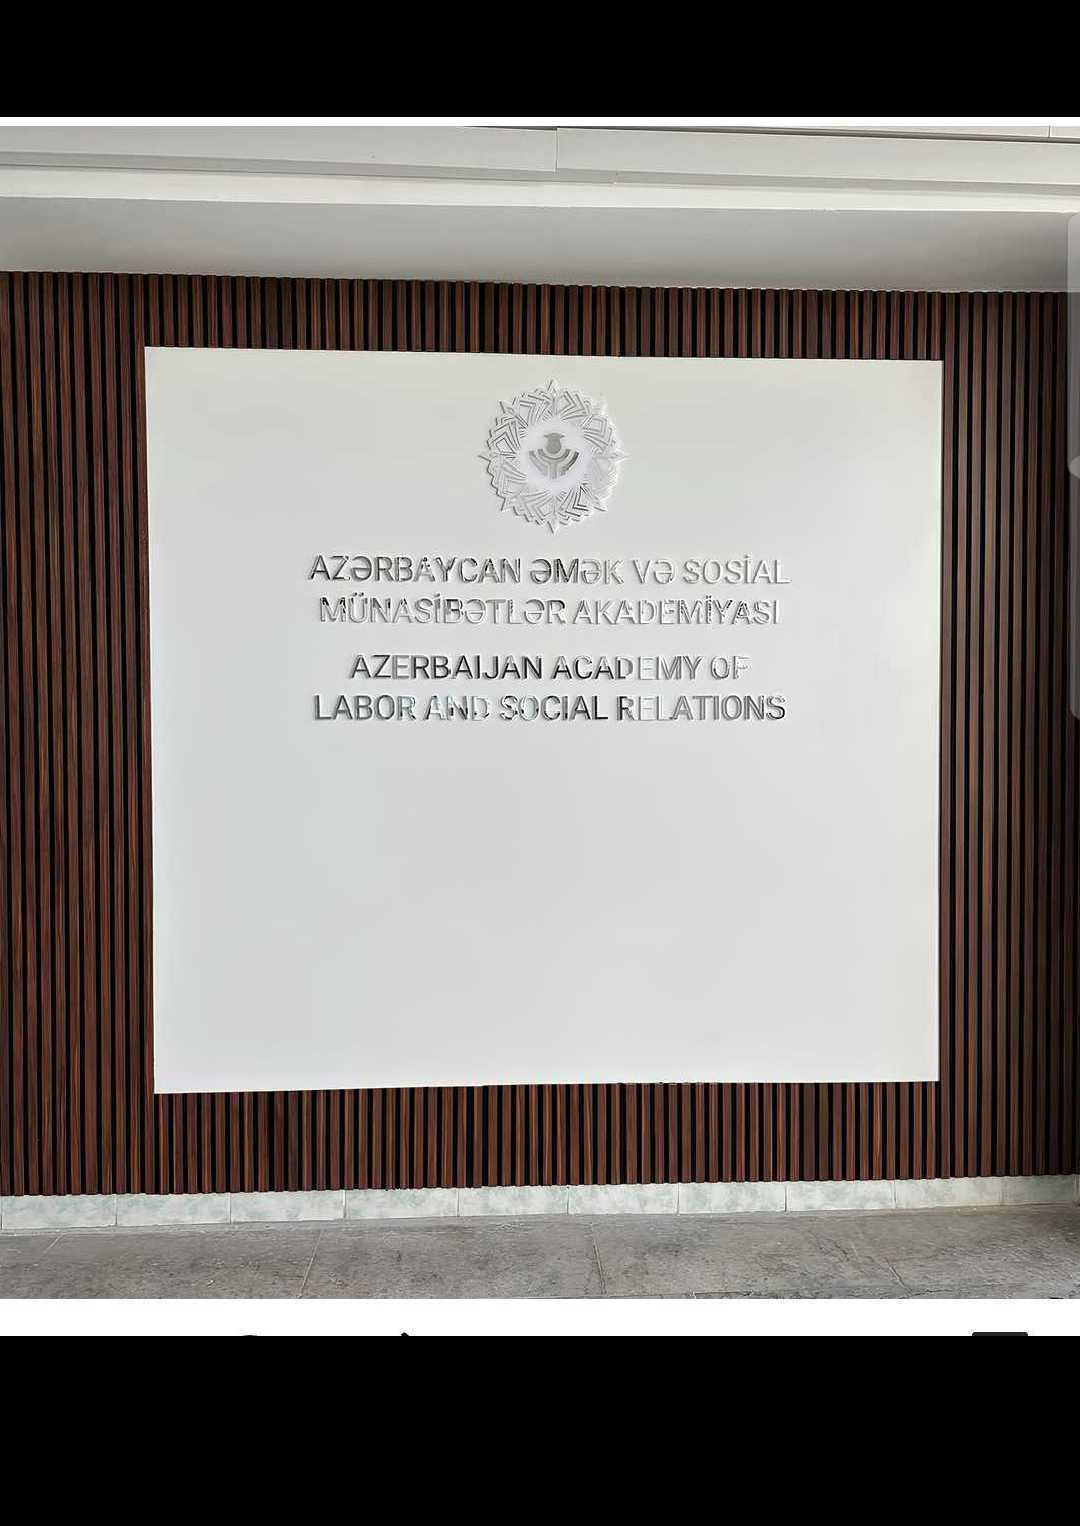 AZƏRBAYCAN ƏMƏK VƏ SOSİAL
MÜNASİBƏTLƏR AKADEMİYASI
AZERBAIJAN ACADEMY OF
LABOR AND SOCIAL RELATIONS